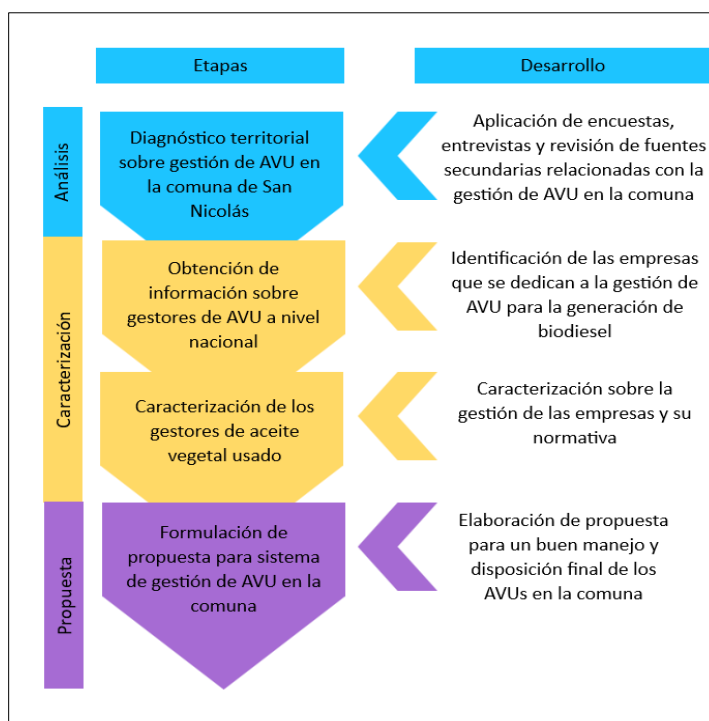 Etapas
Desarrollo
Análisis
Diagnóstico territorial
sobre gestión de AVU en
la comuna de San
Nicolás
Aplicación de encuestas,
entrevistas y revisión de fuentes
secundarias relacionadas con la
gestión de AVU en la comuna
Caracterización
Obtención de
información sobre
gestores de AVU a nivel
nacional
Identificación de las empresas
que se dedican a la gestión de
AVU para la generación de
biodiesel
Caracterización de los
gestores de aceite
vegetal usado
Caracterización sobre la
gestión de las empresas y su
normativa
Propuesta
Formulación de
propuesta para sistema
de gestión de AVU en la
comuna
Elaboración de propuesta
para un buen manejo y
disposición final de los
AVUs en la comuna